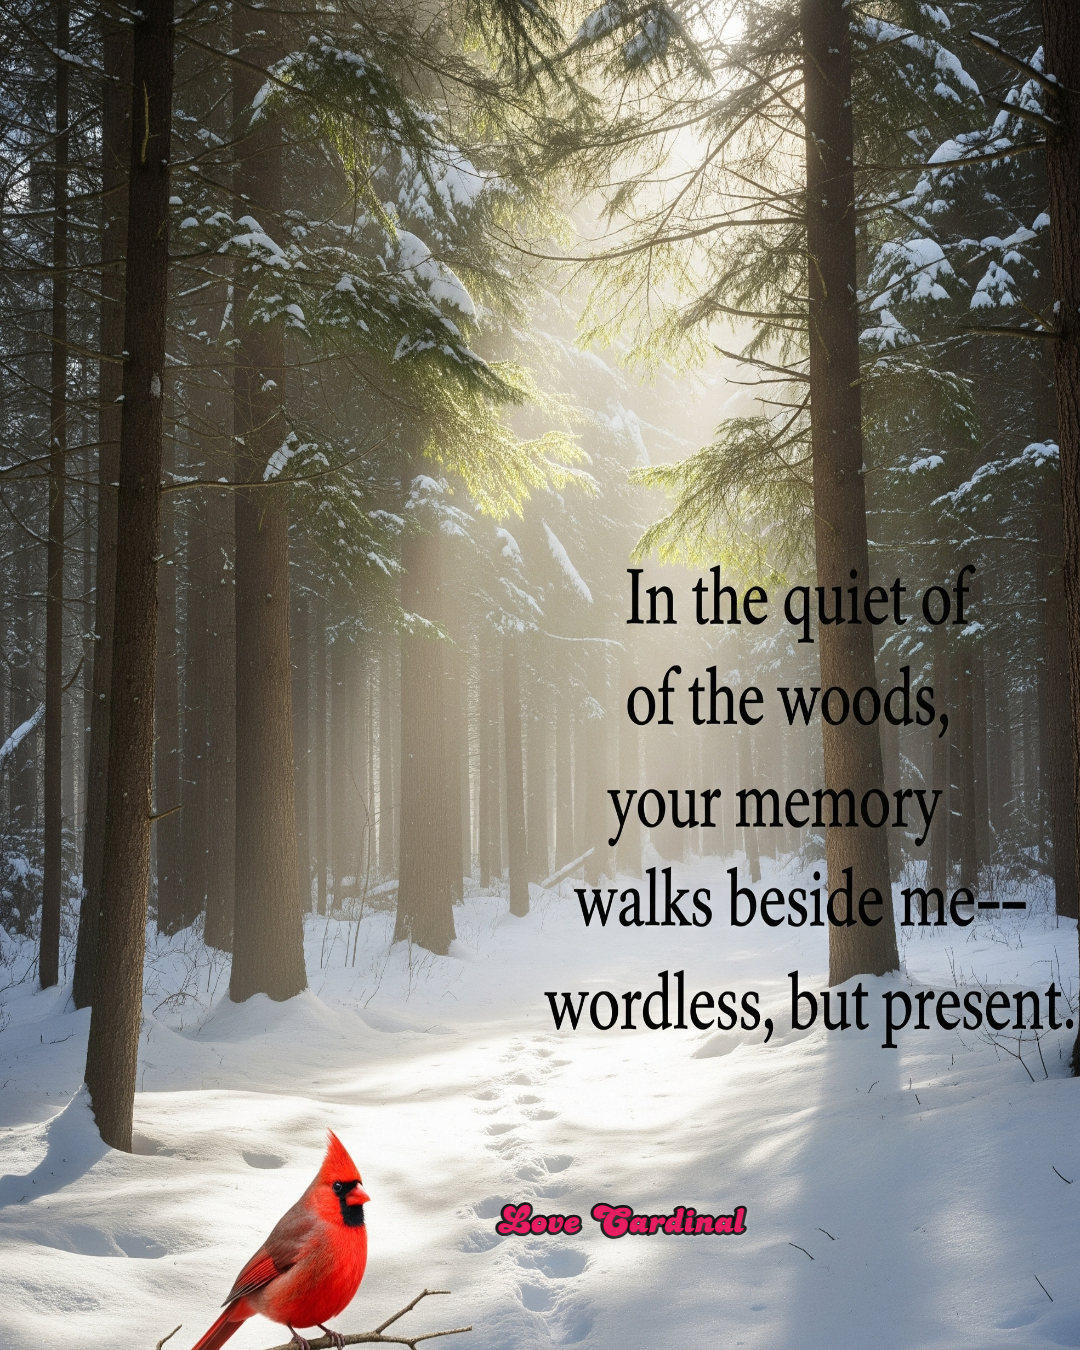 In the quiet of
of the woods,
your memory
walks beside me--
wordless, but present.
Love Cardinal